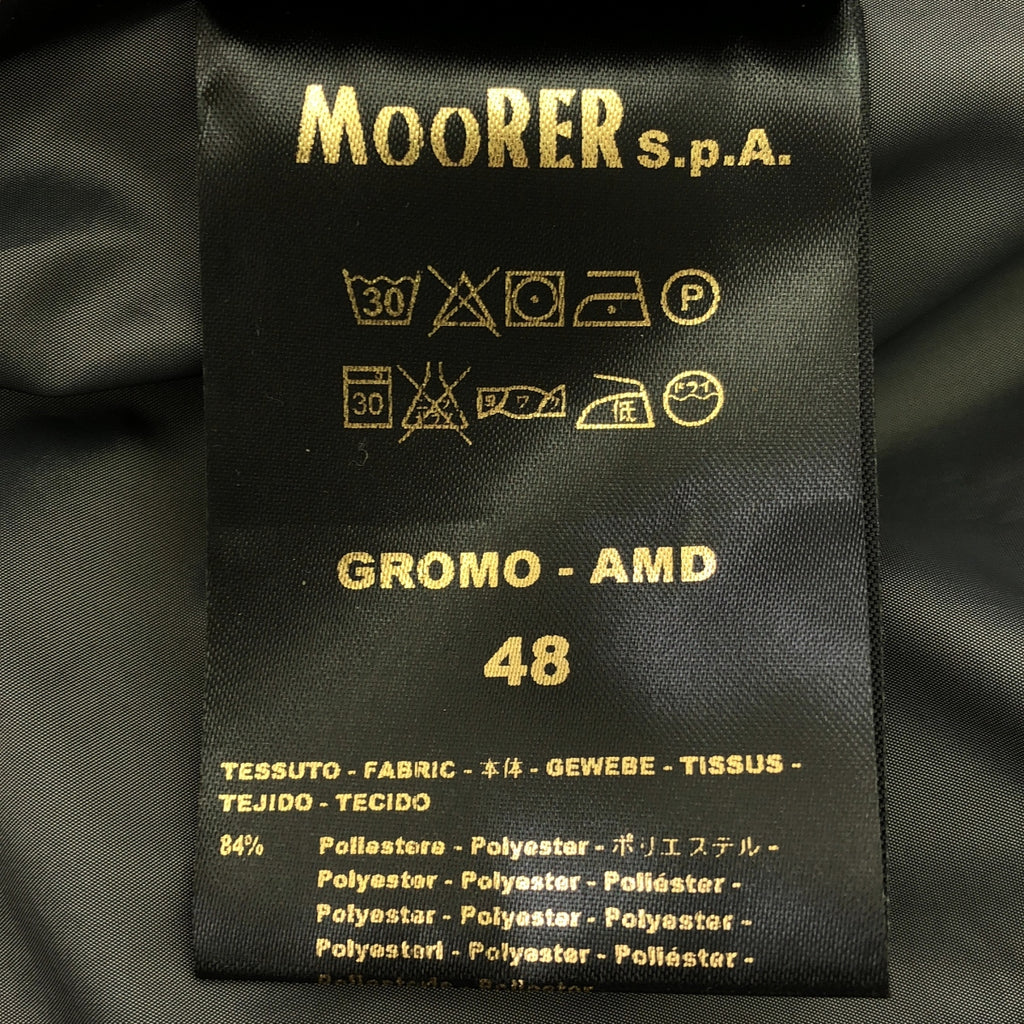 MOORER S.p.A.
30 P
30 低 ドライ
GROMO - AMD
48
TESSUTO - FABRIC - 本体 - GEWEBE - TISSUS -
TEJIDO - TECIDO
84% Poliestere - Polyester - ポリエステル -
Polyester - Polyester - Poliéster -
Polyester - Polyester - Polyester -
Polyesteri - Polyester - Poliéster -